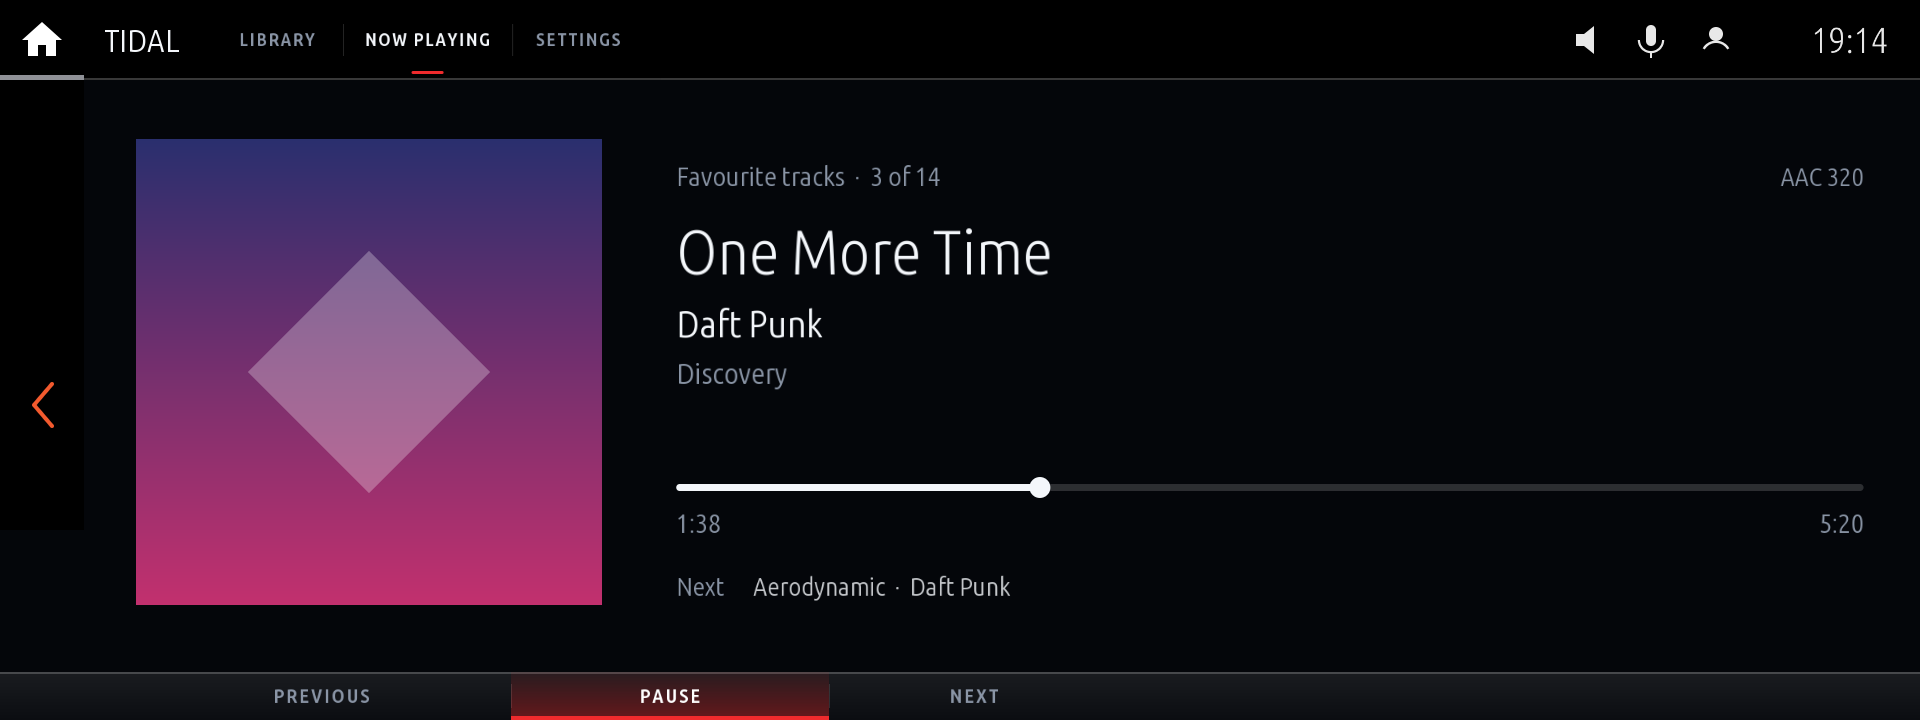 TIDAL LIBRARY NOW PLAYING SETTINGS 19:14
Favourite tracks · 3 of 14 AAC 320
One More Time
Daft Punk
Discovery
1:38 5:20
Next Aerodynamic · Daft Punk
PREVIOUS PAUSE NEXT